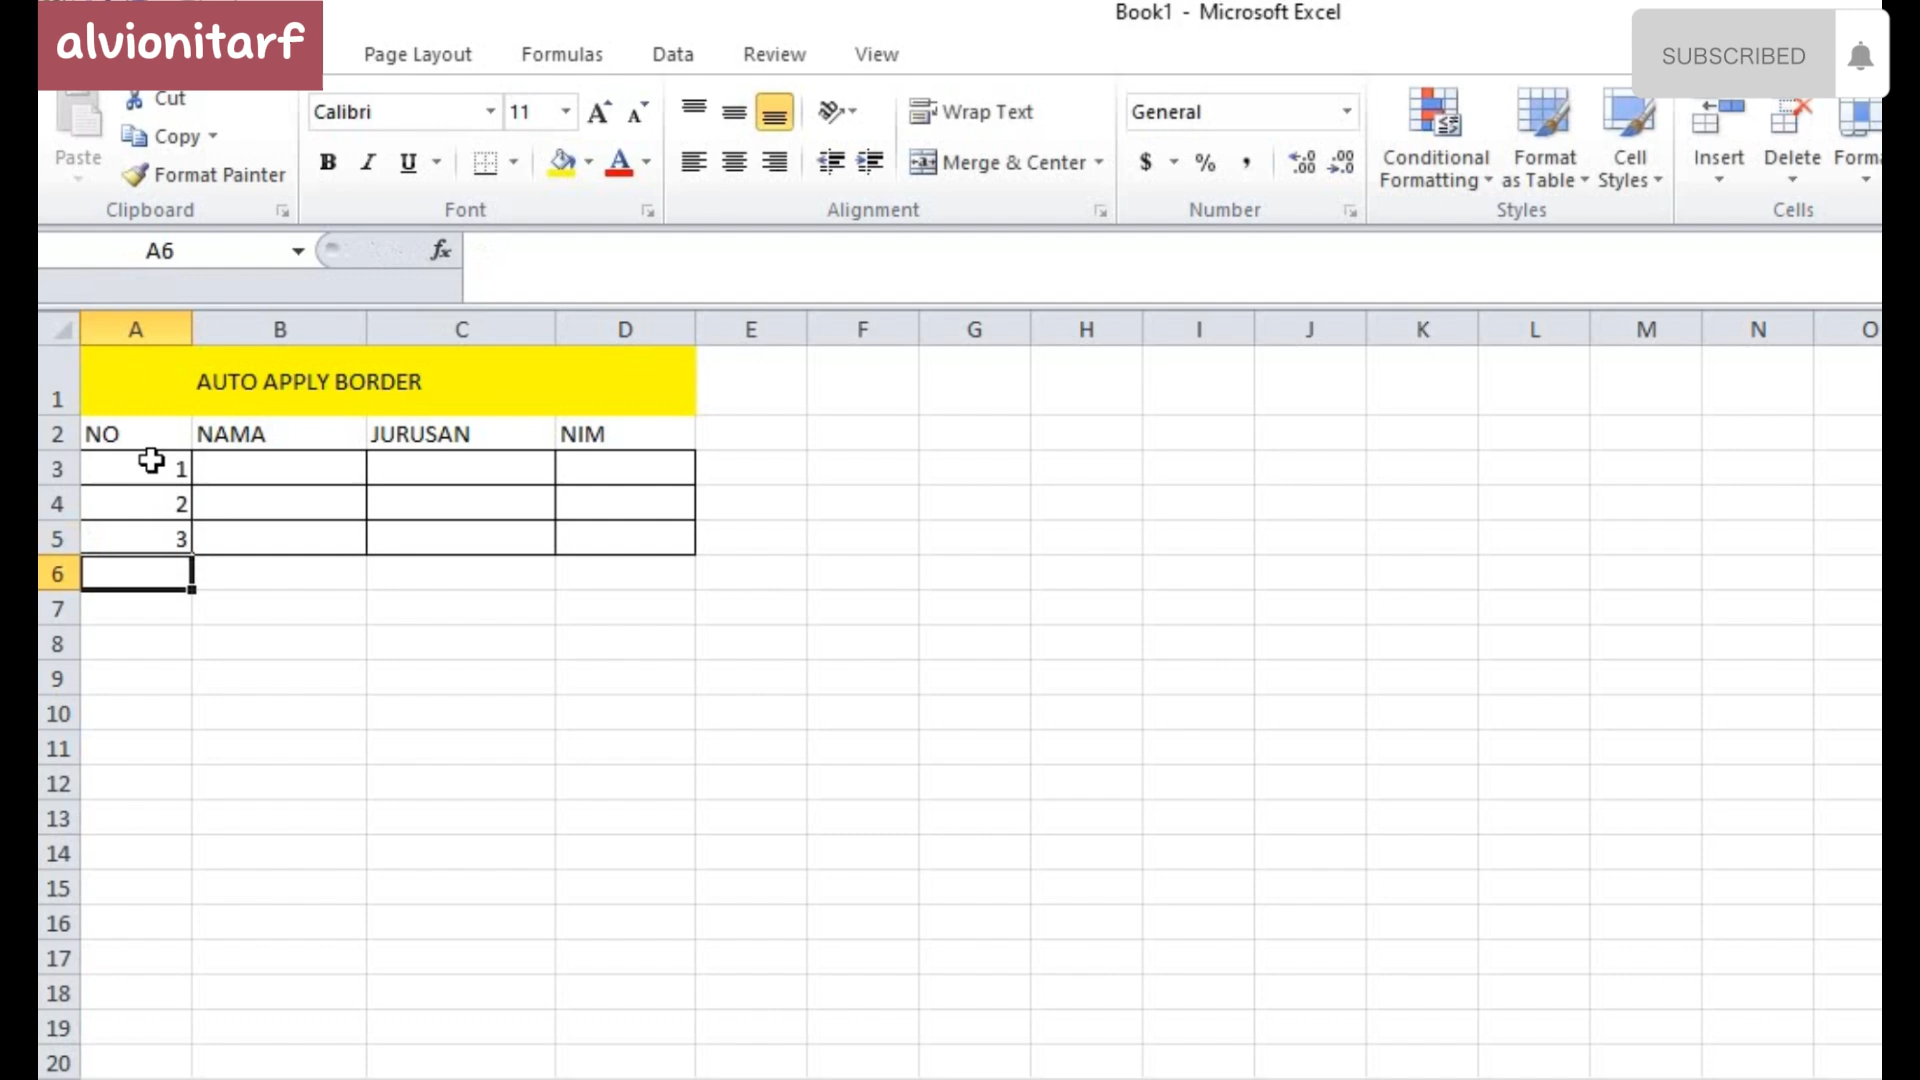 Book1 - Microsoft Excel
alvionitarf
SUBSCRIBED
Page Layout Formulas Data Review View
Cut
Copy
Paste
Format Painter
Clipboard
Calibri 11
B I U A
Font
Wrap Text
Merge & Center
Alignment
General
$ % ,
Number
Conditional Formatting
Format as Table
Cell Styles
Styles
Insert Delete
Cells
A6 fx
A B C D E F G H I J K L M N O
1 AUTO APPLY BORDER
2 NO NAMA JURUSAN NIM
3 1
4 2
5 3
6
7
8
9
10
11
12
13
14
15
16
17
18
19
20